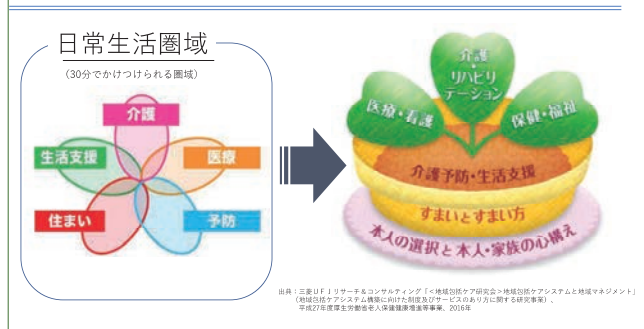 日常生活圏域
（30分でかけつけられる圏域）
介護
生活支援
医療
住まい
予防
介護
・
リハビリ
テーション
医療・看護
保健・福祉
介護予防・生活支援
すまいとすまい方
本人の選択と本人・家族の心構え
出典：三菱ＵＦＪリサーチ＆コンサルティング「＜地域包括ケア研究会＞地域包括ケアシステムと地域マネジメント」
（地域包括ケアシステム構築に向けた制度及びサービスのあり方に関する研究事業）、
平成27年度厚生労働省老人保健健康増進等事業、2016年